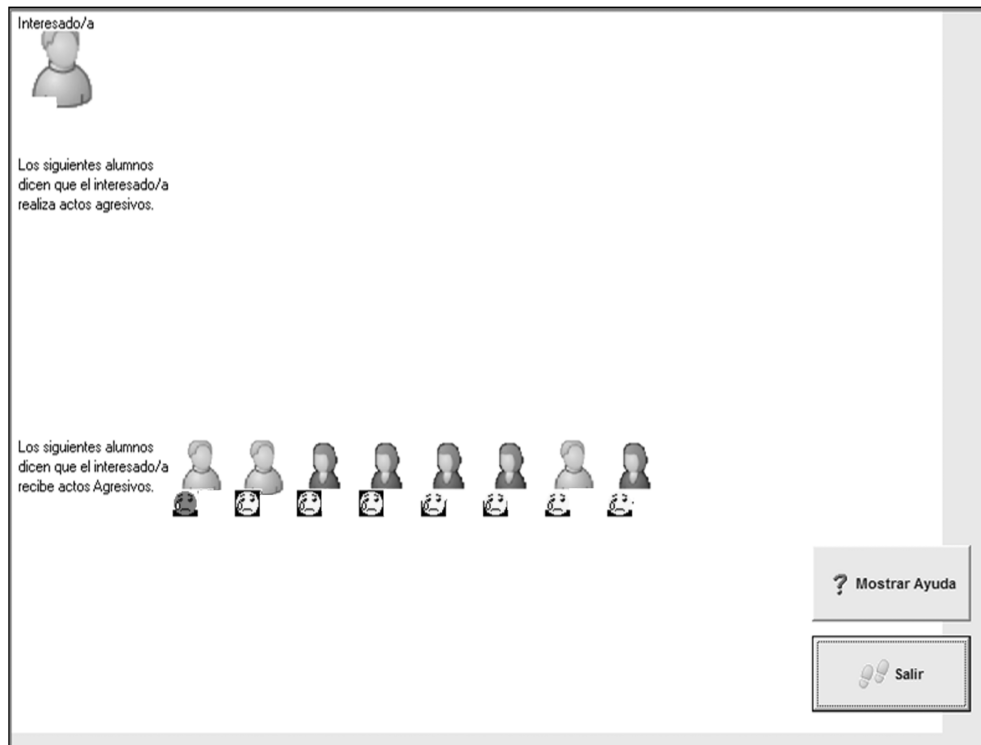 Interesado/a
Los siguientes alumnos
dicen que el interesado/a
realiza actos agresivos.
Los siguientes alumnos
dicen que el interesado/a
recibe actos Agresivos.
? Mostrar Ayuda
Salir